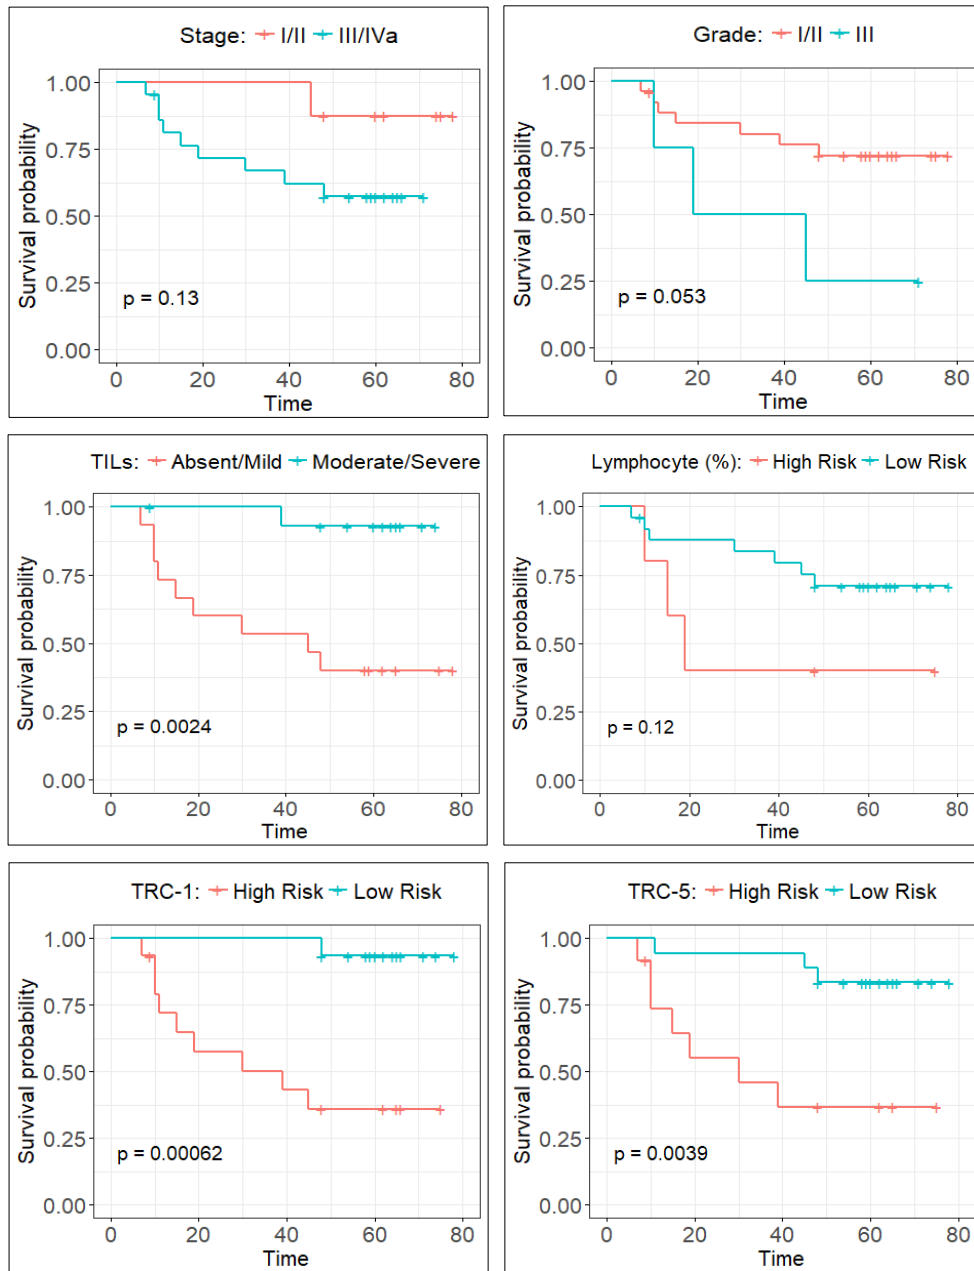 Stage: I/II III/IVa
Survival probability
1.00
0.75
0.50
0.25
0.00
p = 0.13
0 20 40 60 80
Time
Grade: I/II III
Survival probability
1.00
0.75
0.50
0.25
0.00
p = 0.053
0 20 40 60 80
Time
TILs: Absent/Mild Moderate/Severe
Survival probability
1.00
0.75
0.50
0.25
0.00
p = 0.0024
0 20 40 60 80
Time
Lymphocyte (%): High Risk Low Risk
Survival probability
1.00
0.75
0.50
0.25
0.00
p = 0.12
0 20 40 60 80
Time
TRC-1: High Risk Low Risk
Survival probability
1.00
0.75
0.50
0.25
0.00
p = 0.00062
0 20 40 60 80
Time
TRC-5: High Risk Low Risk
Survival probability
1.00
0.75
0.50
0.25
0.00
p = 0.0039
0 20 40 60 80
Time